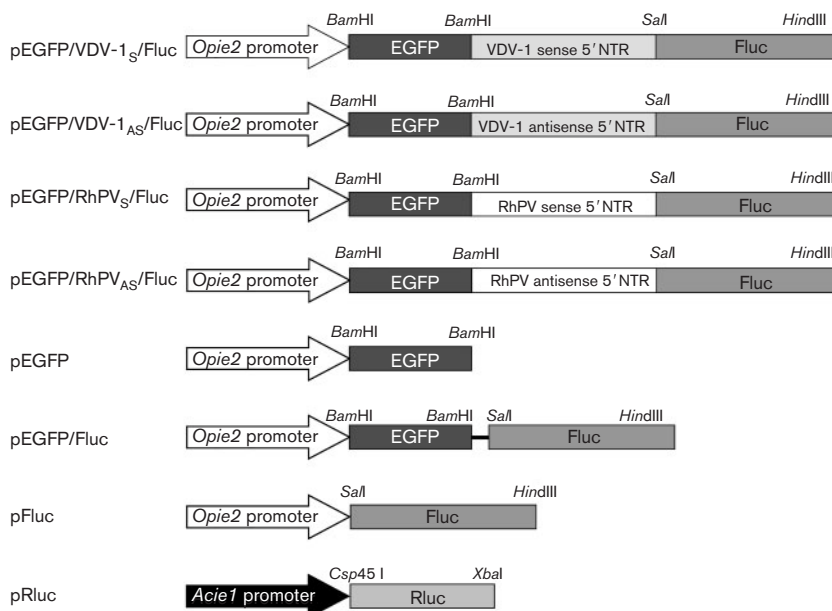 BamHI BamHI SalI HindIII
pEGFP/VDV-1S/Fluc Opie2 promoter EGFP VDV-1 sense 5′NTR Fluc
BamHI BamHI SalI HindIII
pEGFP/VDV-1AS/Fluc Opie2 promoter EGFP VDV-1 antisense 5′NTR Fluc
BamHI BamHI SalI HindIII
pEGFP/RhPVS/Fluc Opie2 promoter EGFP RhPV sense 5′NTR Fluc
BamHI BamHI SalI HindIII
pEGFP/RhPVAS/Fluc Opie2 promoter EGFP RhPV antisense 5′NTR Fluc
BamHI BamHI
pEGFP Opie2 promoter EGFP
BamHI BamHI SalI HindIII
pEGFP/Fluc Opie2 promoter EGFP Fluc
SalI HindIII
pFluc Opie2 promoter Fluc
Csp45 I XbaI
pRluc Acie1 promoter Rluc